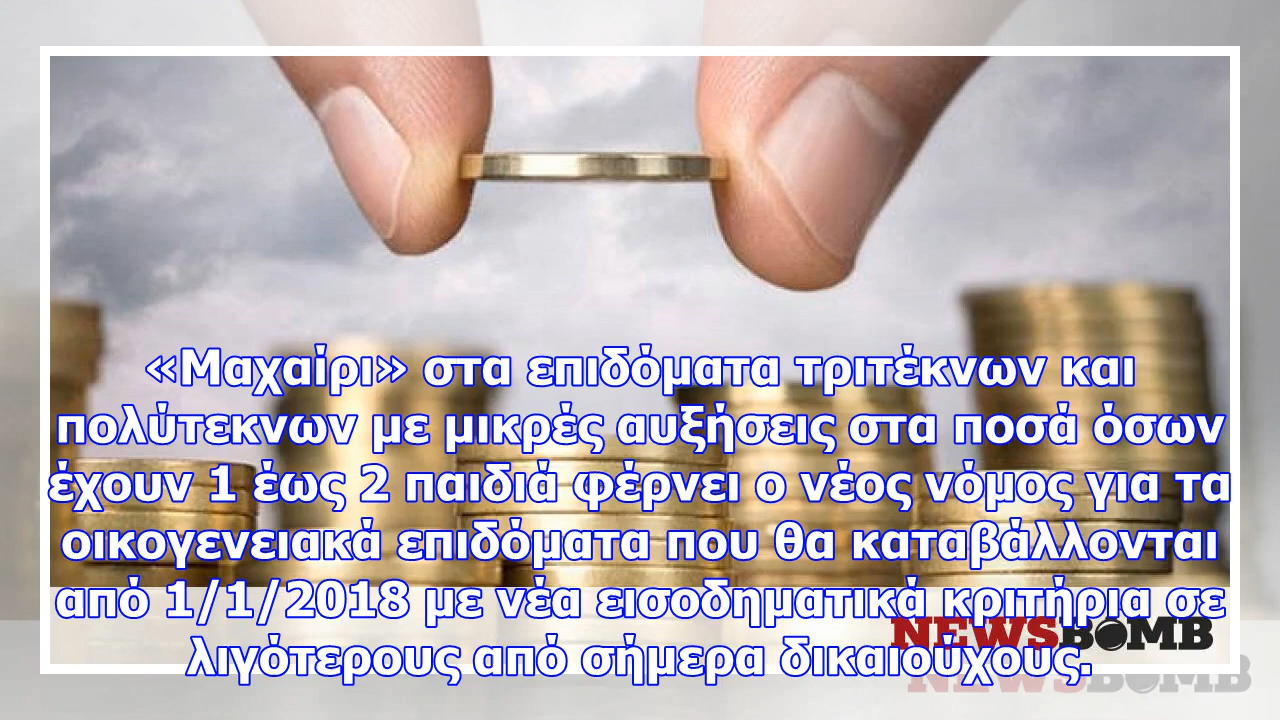 «Μαχαίρι» στα επιδόματα τριτέκνων και
πολύτεκνων με μικρές αυξήσεις στα ποσά όσων
έχουν 1 έως 2 παιδιά φέρνει ο νέος νόμος για τα
οικογενειακά επιδόματα που θα καταβάλλονται
από 1/1/2018 με νέα εισοδηματικά κριτήρια σε
λιγότερους από σήμερα δικαιούχους.
NEWSBOMB
NEWSBOMB